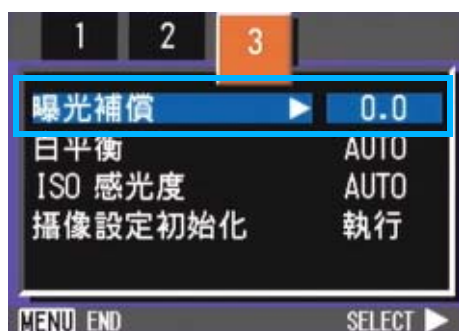 1 2 3
曝光補償 ▶ 0.0
白平衡 AUTO
ISO 感光度 AUTO
攝像設定初始化 執行
MENU END SELECT ▶